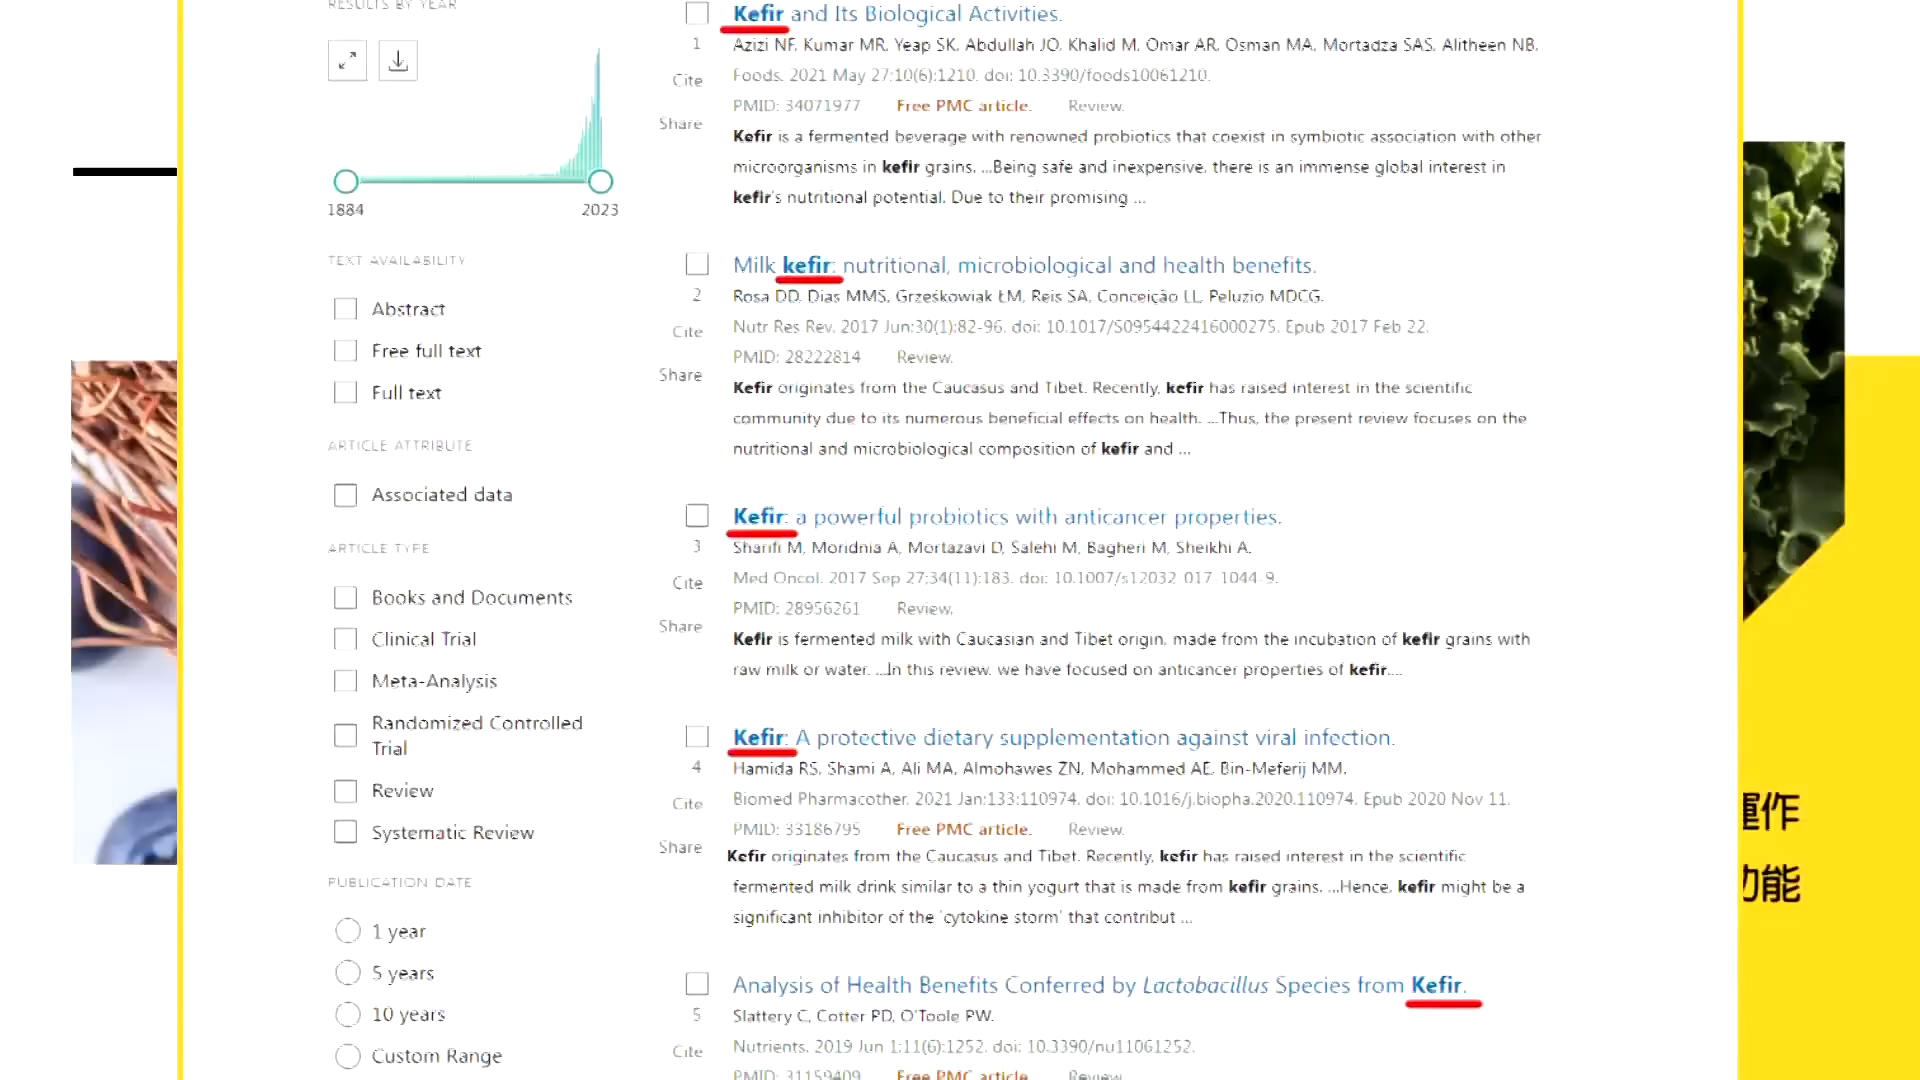 RESULTS BY YEAR
1884
2023
TEXT AVAILABILITY
Abstract
Free full text
Full text
ARTICLE ATTRIBUTE
Associated data
ARTICLE TYPE
Books and Documents
Clinical Trial
Meta-Analysis
Randomized Controlled
Trial
Review
Systematic Review
PUBLICATION DATE
1 year
5 years
10 years
Custom Range
Kefir and Its Biological Activities.
1
Azizi NF, Kumar MR, Yeap SK, Abdullah JO, Khalid M, Omar AR, Osman MA, Mortadza SAS, Alitheen NB.
Cite
Foods. 2021 May 27;10(6):1210. doi: 10.3390/foods10061210.
PMID: 34071977 Free PMC article. Review.
Share
Kefir is a fermented beverage with renowned probiotics that coexist in symbiotic association with other
microorganisms in kefir grains. ...Being safe and inexpensive, there is an immense global interest in
kefir's nutritional potential. Due to their promising ...
Milk kefir: nutritional, microbiological and health benefits.
2
Rosa DD, Dias MMS, Grześkowiak ŁM, Reis SA, Conceição LL, Peluzio MDCG.
Cite
Nutr Res Rev. 2017 Jun;30(1):82-96. doi: 10.1017/S0954422416000275. Epub 2017 Feb 22.
PMID: 28222814 Review.
Share
Kefir originates from the Caucasus and Tibet. Recently, kefir has raised interest in the scientific
community due to its numerous beneficial effects on health. ...Thus, the present review focuses on the
nutritional and microbiological composition of kefir and ...
Kefir: a powerful probiotics with anticancer properties.
3
Sharifi M, Moridnia A, Mortazavi D, Salehi M, Bagheri M, Sheikhi A.
Cite
Med Oncol. 2017 Sep 27;34(11):183. doi: 10.1007/s12032-017-1044-9.
PMID: 28956261 Review.
Share
Kefir is fermented milk with Caucasian and Tibet origin, made from the incubation of kefir grains with
raw milk or water. ...In this review, we have focused on anticancer properties of kefir....
Kefir: A protective dietary supplementation against viral infection.
4
Hamida RS, Shami A, Ali MA, Almohawes ZN, Mohammed AE, Bin-Meferij MM.
Cite
Biomed Pharmacother. 2021 Jan;133:110974. doi: 10.1016/j.biopha.2020.110974. Epub 2020 Nov 11.
PMID: 33186795 Free PMC article. Review.
Share
Kefir originates from the Caucasus and Tibet. Recently, kefir has raised interest in the scientific
fermented milk drink similar to a thin yogurt that is made from kefir grains. ...Hence, kefir might be a
significant inhibitor of the 'cytokine storm' that contribut ...
Analysis of Health Benefits Conferred by Lactobacillus Species from Kefir.
5
Slattery C, Cotter PD, O'Toole PW.
Cite
Nutrients. 2019 Jun 1;11(6):1252. doi: 10.3390/nu11061252.
PMID: 31159409 Free PMC article. Review.
運作
功能